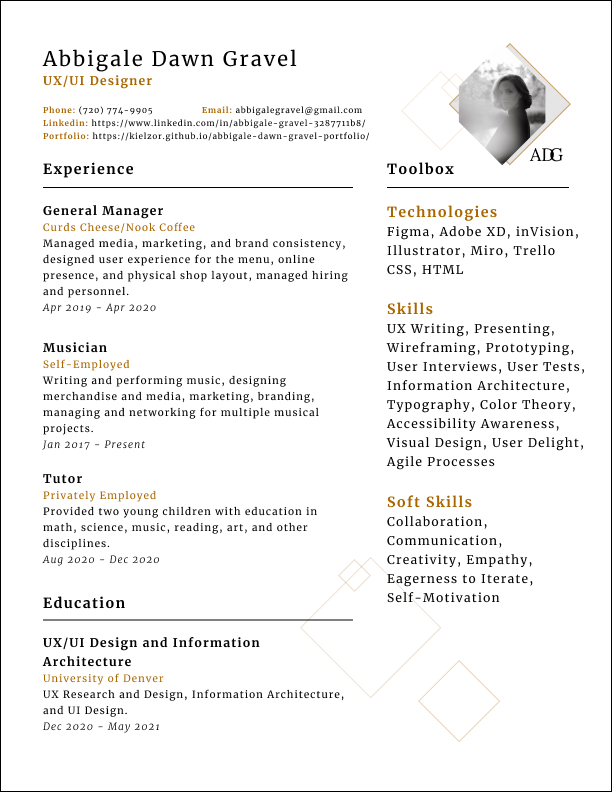 Abbigale Dawn Gravel
UX/UI Designer
Phone: (720) 774-9905 Email: abbigalegravel@gmail.com
Linkedin: https://www.linkedin.com/in/abbigale-gravel-3287711b8/
Portfolio: https://kielzor.github.io/abbigale-dawn-gravel-portfolio/
ADG
Experience
General Manager
Curds Cheese/Nook Coffee
Managed media, marketing, and brand consistency,
designed user experience for the menu, online
presence, and physical shop layout, managed hiring
and personnel.
Apr 2019 - Apr 2020
Musician
Self-Employed
Writing and performing music, designing
merchandise and media, marketing, branding,
managing and networking for multiple musical
projects.
Jan 2017 - Present
Tutor
Privately Employed
Provided two young children with education in
math, science, music, reading, art, and other
disciplines.
Aug 2020 - Dec 2020
Education
UX/UI Design and Information
Architecture
University of Denver
UX Research and Design, Information Architecture,
and UI Design.
Dec 2020 - May 2021
Toolbox
Technologies
Figma, Adobe XD, inVision,
Illustrator, Miro, Trello
CSS, HTML
Skills
UX Writing, Presenting,
Wireframing, Prototyping,
User Interviews, User Tests,
Information Architecture,
Typography, Color Theory,
Accessibility Awareness,
Visual Design, User Delight,
Agile Processes
Soft Skills
Collaboration,
Communication,
Creativity, Empathy,
Eagerness to Iterate,
Self-Motivation